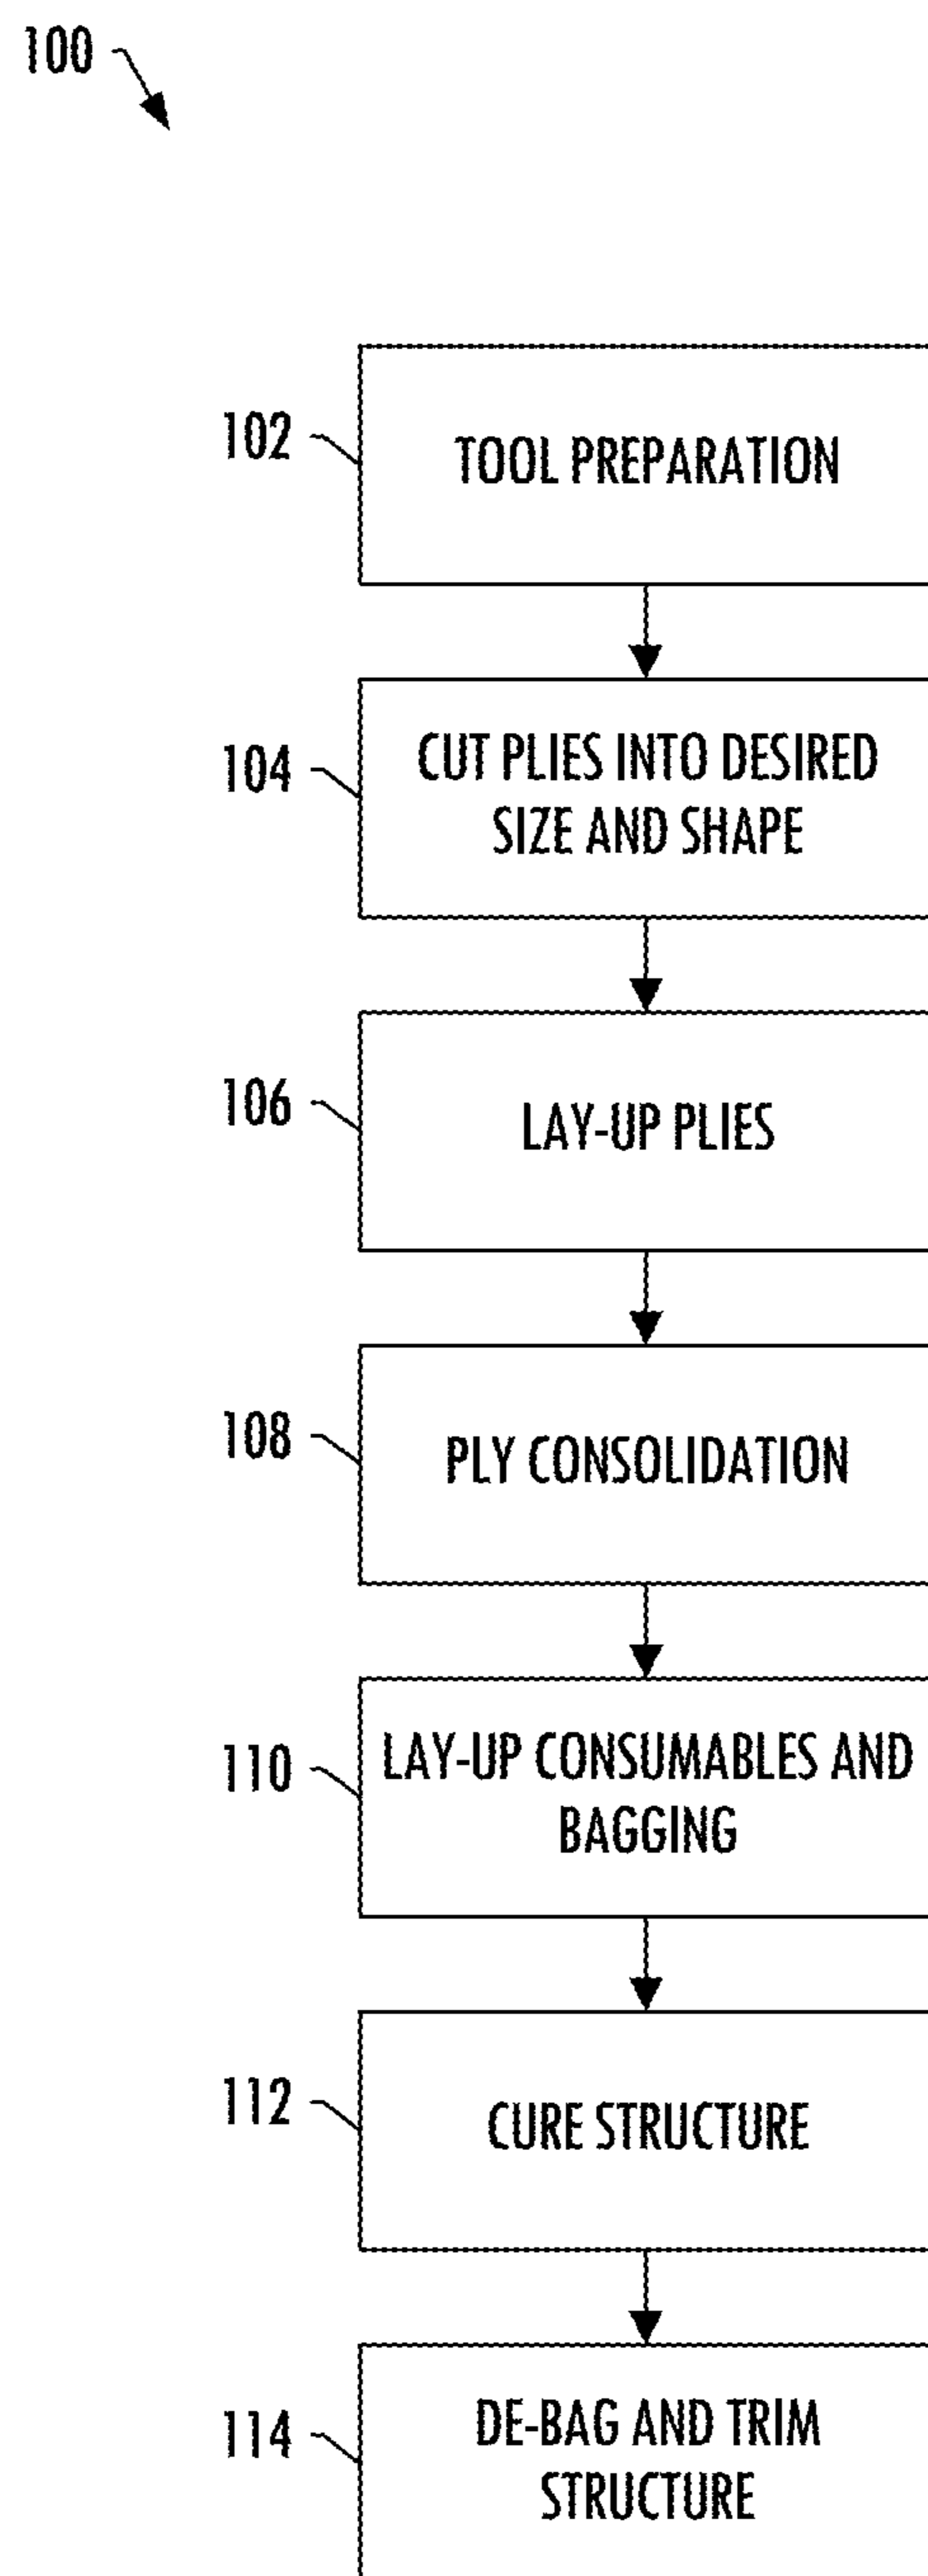 100
102
TOOL PREPARATION
104
CUT PLIES INTO DESIRED
SIZE AND SHAPE
106
LAY-UP PLIES
108
PLY CONSOLIDATION
110
LAY-UP CONSUMABLES AND
BAGGING
112
CURE STRUCTURE
114
DE-BAG AND TRIM
STRUCTURE